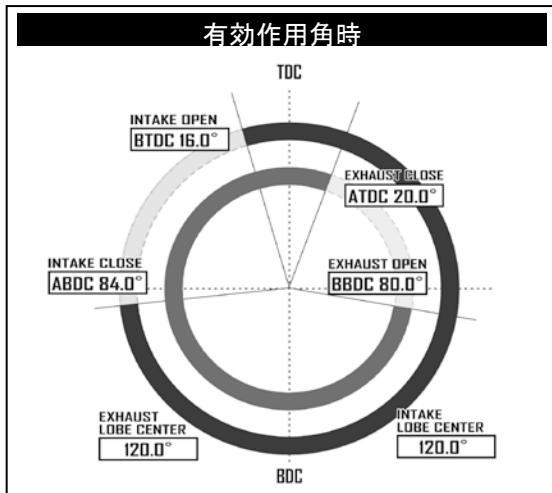 有効作用角時
TDC
INTAKE OPEN
BTDC 16.0°
EXHAUST CLOSE
ATDC 20.0°
INTAKE CLOSE
ABDC 84.0°
EXHAUST OPEN
BBDC 80.0°
EXHAUST
LOBE CENTER
120.0°
INTAKE
LOBE CENTER
120.0°
BDC